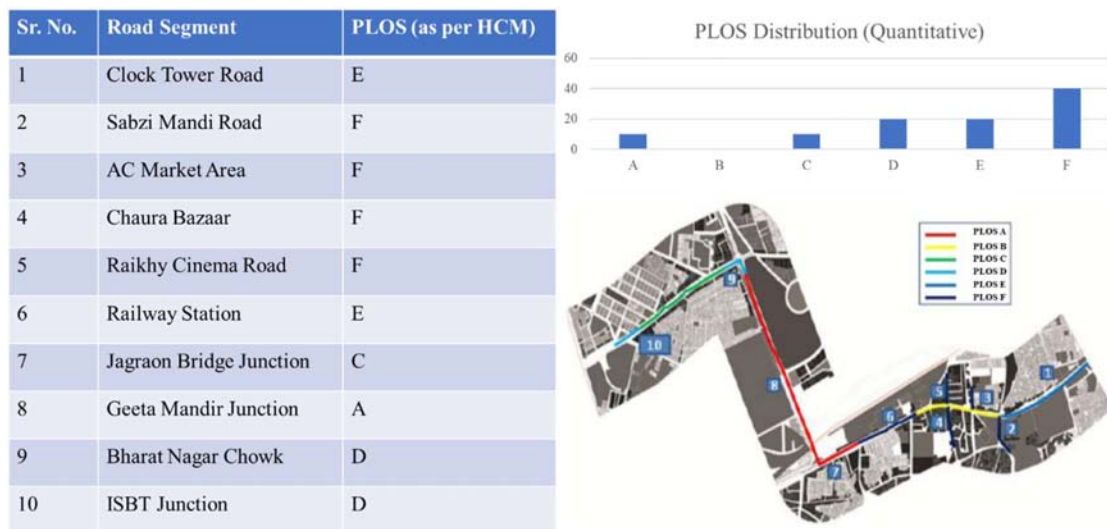 Sr. No. Road Segment PLOS (as per HCM)
1 Clock Tower Road E
2 Sabzi Mandi Road F
3 AC Market Area F
4 Chaura Bazaar F
5 Raikhy Cinema Road F
6 Railway Station E
7 Jagraon Bridge Junction C
8 Geeta Mandir Junction A
9 Bharat Nagar Chowk D
10 ISBT Junction D
PLOS Distribution (Quantitative)
60
40
20
0
A B C D E F
PLOS A
PLOS B
PLOS C
PLOS D
PLOS E
PLOS F
9
10
8
1
5
3
6
4
2
7